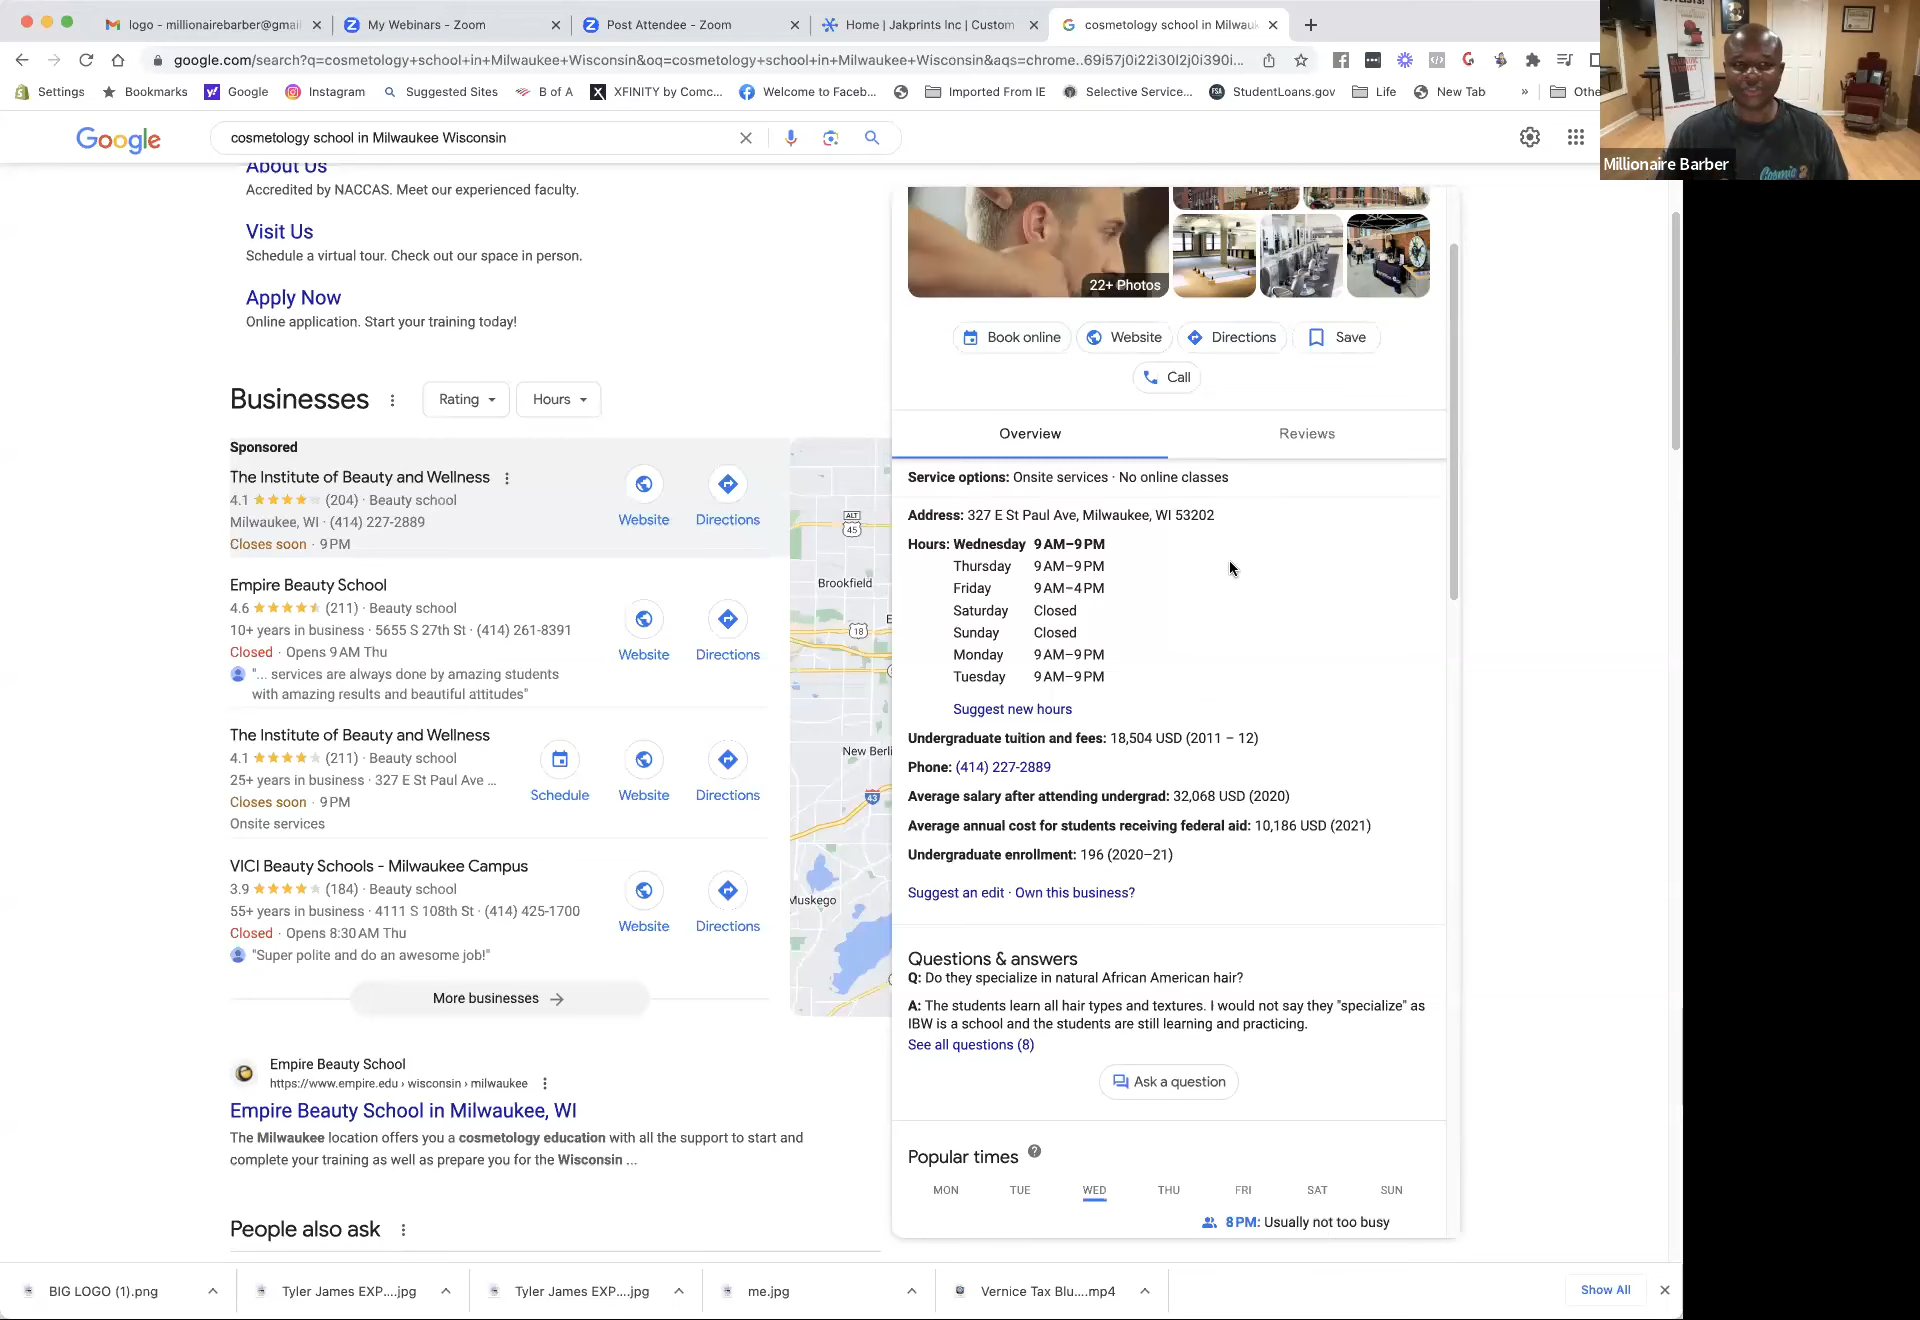 logo - millionairebarber@gmai
My Webinars - Zoom
Post Attendee - Zoom
Home | Jakprints Inc | Custom
cosmetology school in Milwauk
google.com/search?q=cosmetology+school+in+Milwaukee+Wisconsin&oq=cosmetology+school+in+Milwaukee+Wisconsin&aqs=chrome..69i57j0i22i30l2j0i390i...
Settings
Bookmarks
Google
Instagram
Suggested Sites
B of A
XFINITY by Comc...
Welcome to Faceb...
Imported From IE
Selective Service...
StudentLoans.gov
Life
New Tab
»
Othe
Millionaire Barber
Google
cosmetology school in Milwaukee Wisconsin
About Us
Accredited by NACCAS. Meet our experienced faculty.
Visit Us
Schedule a virtual tour. Check out our space in person.
Apply Now
Online application. Start your training today!
Businesses
Rating
Hours
Sponsored
The Institute of Beauty and Wellness
4.1 (204) · Beauty school
Milwaukee, WI · (414) 227-2889
Closes soon · 9 PM
Website
Directions
Empire Beauty School
4.6 (211) · Beauty school
10+ years in business · 5655 S 27th St · (414) 261-8391
Closed · Opens 9 AM Thu
"... services are always done by amazing students
with amazing results and beautiful attitudes"
Website
Directions
The Institute of Beauty and Wellness
4.1 (211) · Beauty school
25+ years in business · 327 E St Paul Ave ...
Closes soon · 9 PM
Onsite services
Schedule
Website
Directions
VICI Beauty Schools - Milwaukee Campus
3.9 (184) · Beauty school
55+ years in business · 4111 S 108th St · (414) 425-1700
Closed · Opens 8:30 AM Thu
"Super polite and do an awesome job!"
Website
Directions
More businesses
ALT
45
Brookfield
18
E
New Berli
43
Muskego
Empire Beauty School
https://www.empire.edu › wisconsin › milwaukee
Empire Beauty School in Milwaukee, WI
The Milwaukee location offers you a cosmetology education with all the support to start and
complete your training as well as prepare you for the Wisconsin ...
People also ask
22+ Photos
Book online
Website
Directions
Save
Call
Overview
Reviews
Service options: Onsite services · No online classes
Address: 327 E St Paul Ave, Milwaukee, WI 53202
Hours: Wednesday 9 AM–9 PM
Thursday 9 AM–9 PM
Friday 9 AM–4 PM
Saturday Closed
Sunday Closed
Monday 9 AM–9 PM
Tuesday 9 AM–9 PM
Suggest new hours
Undergraduate tuition and fees: 18,504 USD (2011 – 12)
Phone: (414) 227-2889
Average salary after attending undergrad: 32,068 USD (2020)
Average annual cost for students receiving federal aid: 10,186 USD (2021)
Undergraduate enrollment: 196 (2020–21)
Suggest an edit · Own this business?
Questions & answers
Q: Do they specialize in natural African American hair?
A: The students learn all hair types and textures. I would not say they "specialize" as
IBW is a school and the students are still learning and practicing.
See all questions (8)
Ask a question
Popular times
MON TUE WED THU FRI SAT SUN
8 PM: Usually not too busy
BIG LOGO (1).png
Tyler James EXP....jpg
Tyler James EXP....jpg
me.jpg
Vernice Tax Blu....mp4
Show All